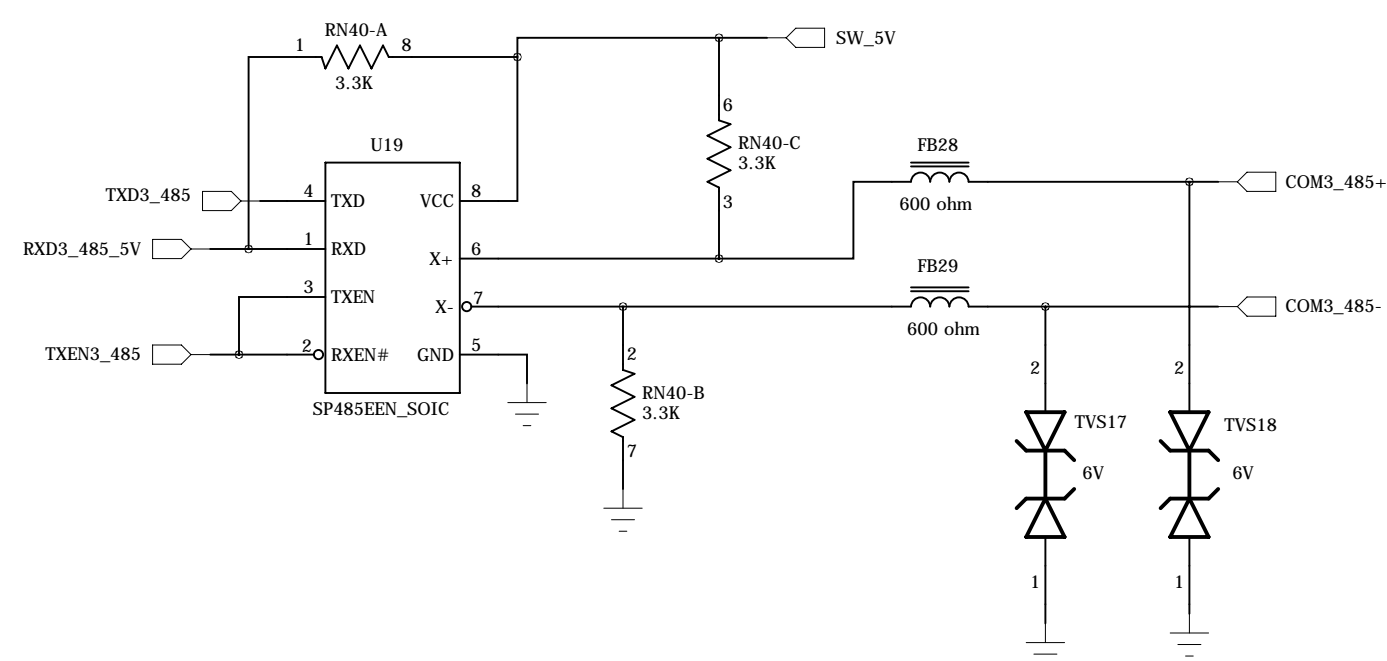 RN40-A
1
8
3.3K
SW_5V
6
RN40-C
3.3K
3
U19
FB28
600 ohm
COM3_485+
TXD3_485
4
TXD
VCC
8
RXD3_485_5V
1
RXD
X+
6
FB29
600 ohm
COM3_485-
3
TXEN
X-
7
TXEN3_485
2
RXEN#
GND
5
SP485EEN_SOIC
2
RN40-B
3.3K
7
2
TVS17
6V
1
2
TVS18
6V
1